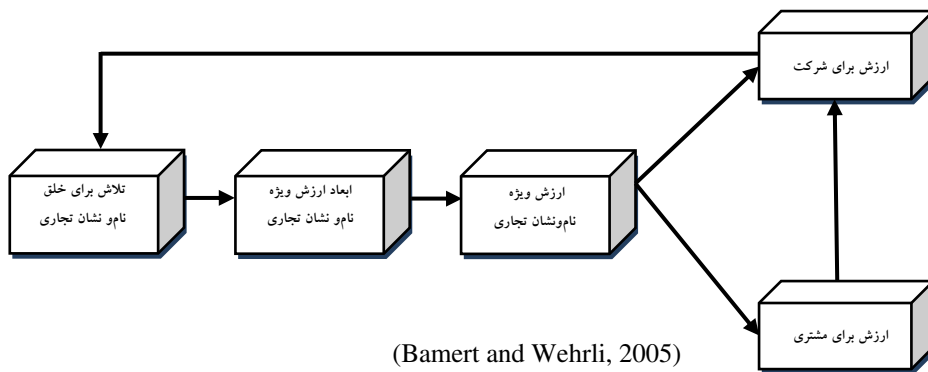 ارزش برای شرکت
تلاش برای خلق
نام‌و نشان تجاری
ابعاد ارزش ویژه
نام‌و نشان تجاری
ارزش ویژه
نام‌ونشان تجاری
ارزش برای مشتری
(Bamert and Wehrli, 2005)